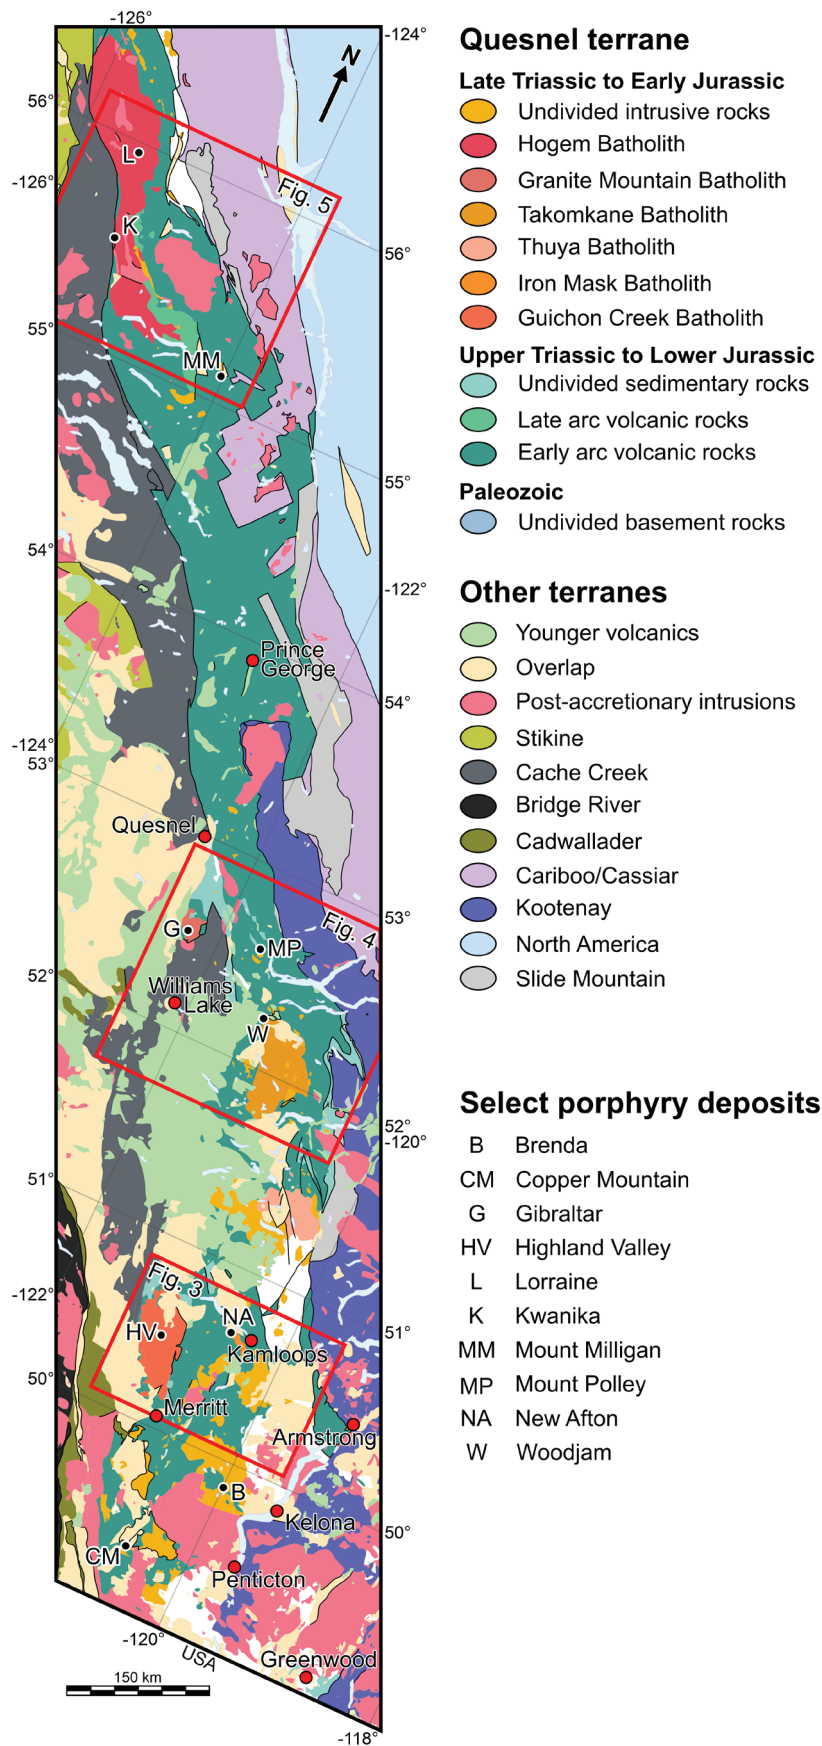 -126°
-124°
N
56°
-126°
L
K
Fig. 5
56°
55°
MM
55°
54°
-122°
Prince
George
54°
-124°
53°
Quesnel
53°
G
Fig. 4
MP
52°
Williams
Lake
W
52°
-120°
51°
-122°
Fig. 3
HV
NA
Kamloops
51°
50°
Merritt
Armstrong
B
Kelona
50°
CM
Penticton
-120°
USA
Greenwood
150 km
-118°
Quesnel terrane
Late Triassic to Early Jurassic
Undivided intrusive rocks
Hogem Batholith
Granite Mountain Batholith
Takomkane Batholith
Thuya Batholith
Iron Mask Batholith
Guichon Creek Batholith
Upper Triassic to Lower Jurassic
Undivided sedimentary rocks
Late arc volcanic rocks
Early arc volcanic rocks
Paleozoic
Undivided basement rocks
Other terranes
Younger volcanics
Overlap
Post-accretionary intrusions
Stikine
Cache Creek
Bridge River
Cadwallader
Cariboo/Cassiar
Kootenay
North America
Slide Mountain
Select porphyry deposits
B Brenda
CM Copper Mountain
G Gibraltar
HV Highland Valley
L Lorraine
K Kwanika
MM Mount Milligan
MP Mount Polley
NA New Afton
W Woodjam